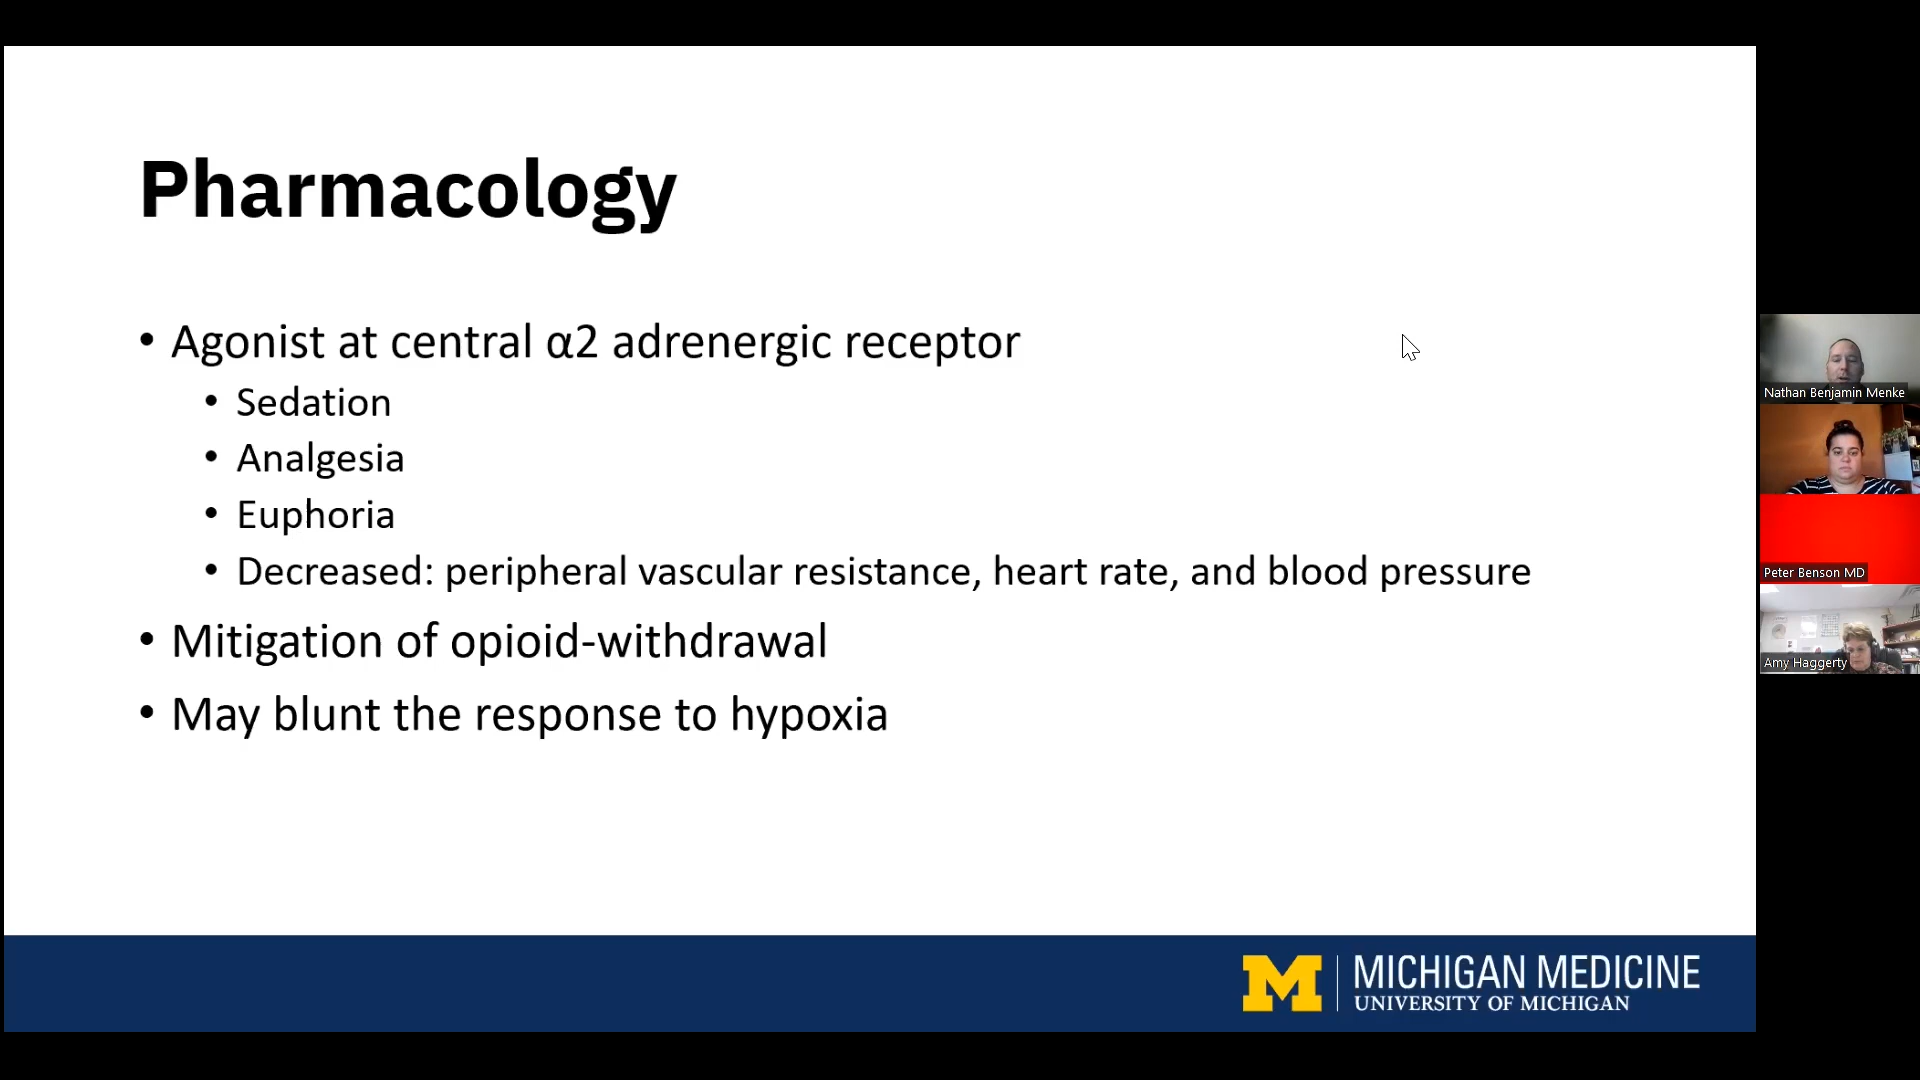 Pharmacology
• Agonist at central α2 adrenergic receptor
• Sedation
• Analgesia
• Euphoria
• Decreased: peripheral vascular resistance, heart rate, and blood pressure
• Mitigation of opioid-withdrawal
• May blunt the response to hypoxia
M
MICHIGAN MEDICINE
UNIVERSITY OF MICHIGAN
Nathan Benjamin Menke
Peter Benson MD
Amy Haggerty